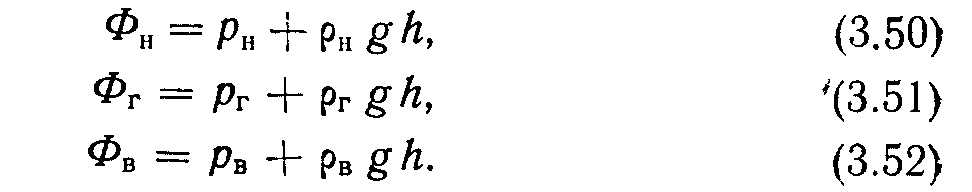 Φн = pн + ρн g h, (3.50)
Φг = pг + ρг g h, (3.51)
Φв = pв + ρв g h. (3.52)